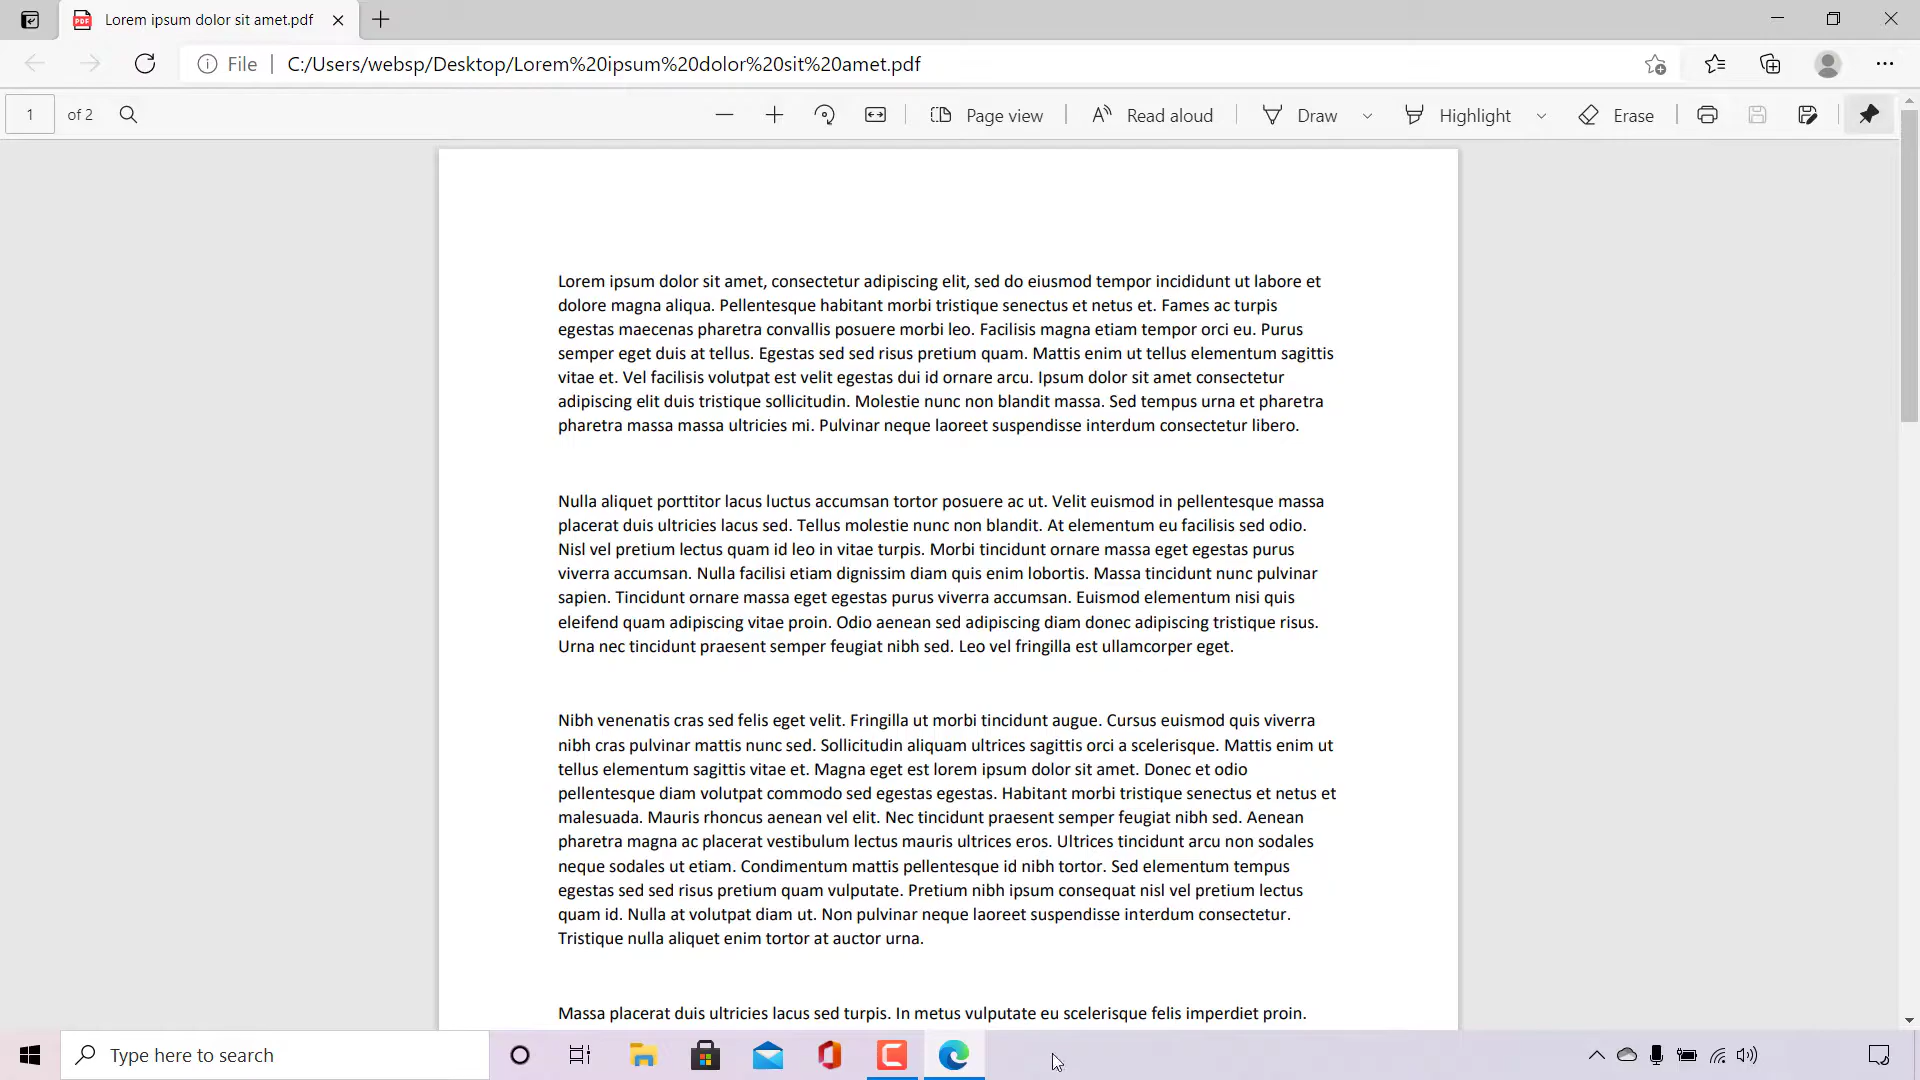 Lorem ipsum dolor sit amet.pdf
File
C:/Users/websp/Desktop/Lorem%20ipsum%20dolor%20sit%20amet.pdf
1 of 2
Page view
Read aloud
Draw
Highlight
Erase
Lorem ipsum dolor sit amet, consectetur adipiscing elit, sed do eiusmod tempor incididunt ut labore et
dolore magna aliqua. Pellentesque habitant morbi tristique senectus et netus et. Fames ac turpis
egestas maecenas pharetra convallis posuere morbi leo. Facilisis magna etiam tempor orci eu. Purus
semper eget duis at tellus. Egestas sed sed risus pretium quam. Mattis enim ut tellus elementum sagittis
vitae et. Vel facilisis volutpat est velit egestas dui id ornare arcu. Ipsum dolor sit amet consectetur
adipiscing elit duis tristique sollicitudin. Molestie nunc non blandit massa. Sed tempus urna et pharetra
pharetra massa massa ultricies mi. Pulvinar neque laoreet suspendisse interdum consectetur libero.
Nulla aliquet porttitor lacus luctus accumsan tortor posuere ac ut. Velit euismod in pellentesque massa
placerat duis ultricies lacus sed. Tellus molestie nunc non blandit. At elementum eu facilisis sed odio.
Nisl vel pretium lectus quam id leo in vitae turpis. Morbi tincidunt ornare massa eget egestas purus
viverra accumsan. Nulla facilisi etiam dignissim diam quis enim lobortis. Massa tincidunt nunc pulvinar
sapien. Tincidunt ornare massa eget egestas purus viverra accumsan. Euismod elementum nisi quis
eleifend quam adipiscing vitae proin. Odio aenean sed adipiscing diam donec adipiscing tristique risus.
Urna nec tincidunt praesent semper feugiat nibh sed. Leo vel fringilla est ullamcorper eget.
Nibh venenatis cras sed felis eget velit. Fringilla ut morbi tincidunt augue. Cursus euismod quis viverra
nibh cras pulvinar mattis nunc sed. Sollicitudin aliquam ultrices sagittis orci a scelerisque. Mattis enim ut
tellus elementum sagittis vitae et. Magna eget est lorem ipsum dolor sit amet. Donec et odio
pellentesque diam volutpat commodo sed egestas egestas. Habitant morbi tristique senectus et netus et
malesuada. Mauris rhoncus aenean vel elit. Nec tincidunt praesent semper feugiat nibh sed. Aenean
pharetra magna ac placerat vestibulum lectus mauris ultrices eros. Ultrices tincidunt arcu non sodales
neque sodales ut etiam. Condimentum mattis pellentesque id nibh tortor. Sed elementum tempus
egestas sed sed risus pretium quam vulputate. Pretium nibh ipsum consequat nisl vel pretium lectus
quam id. Nulla at volutpat diam ut. Non pulvinar neque laoreet suspendisse interdum consectetur.
Tristique nulla aliquet enim tortor at auctor urna.
Massa placerat duis ultricies lacus sed turpis. In metus vulputate eu scelerisque felis imperdiet proin.
Type here to search